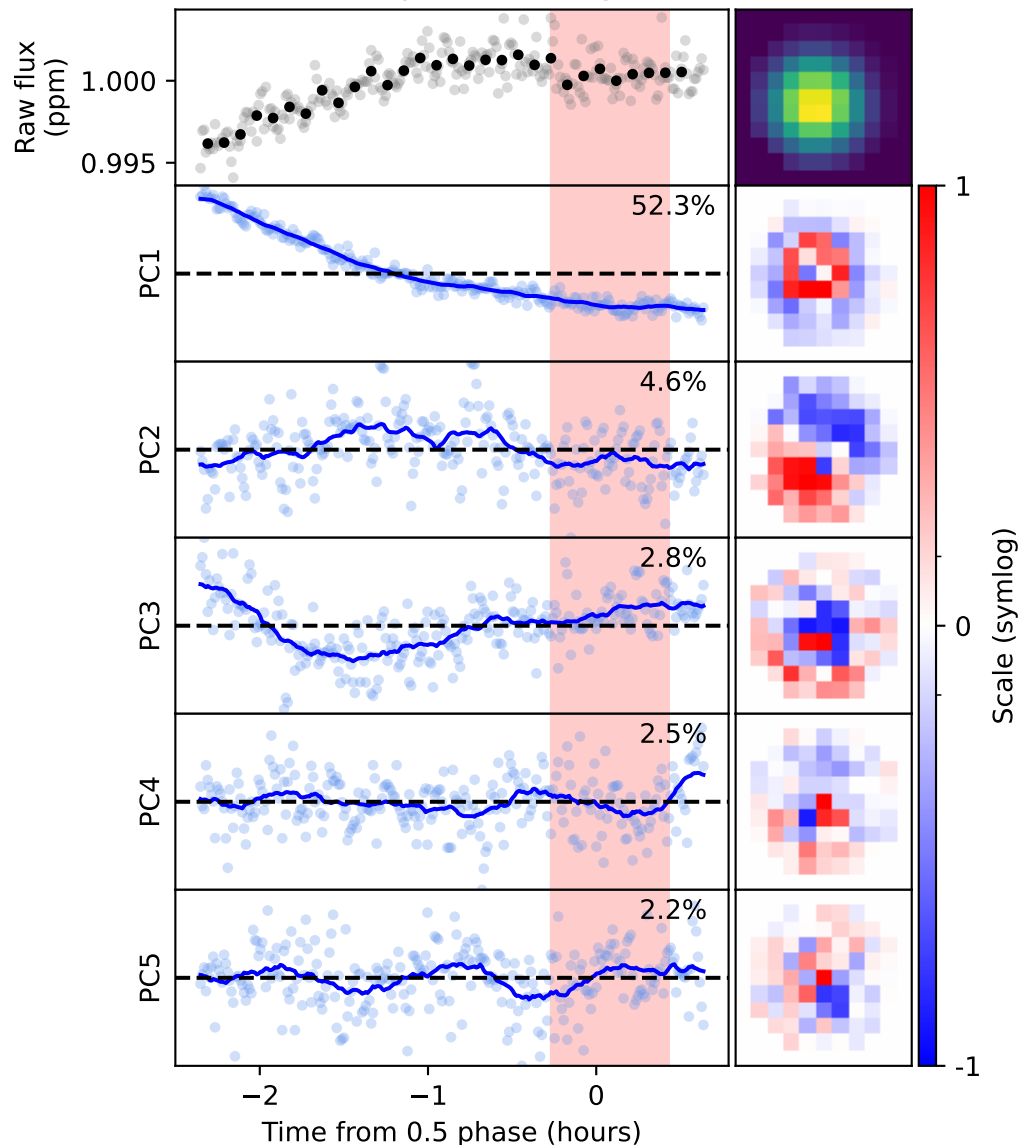 Raw flux
(ppm)
1.000
0.995
PC1
52.3%
1
PC2
4.6%
PC3
2.8%
0
Scale (symlog)
PC4
2.5%
PC5
2.2%
-1
−2
−1
0
Time from 0.5 phase (hours)